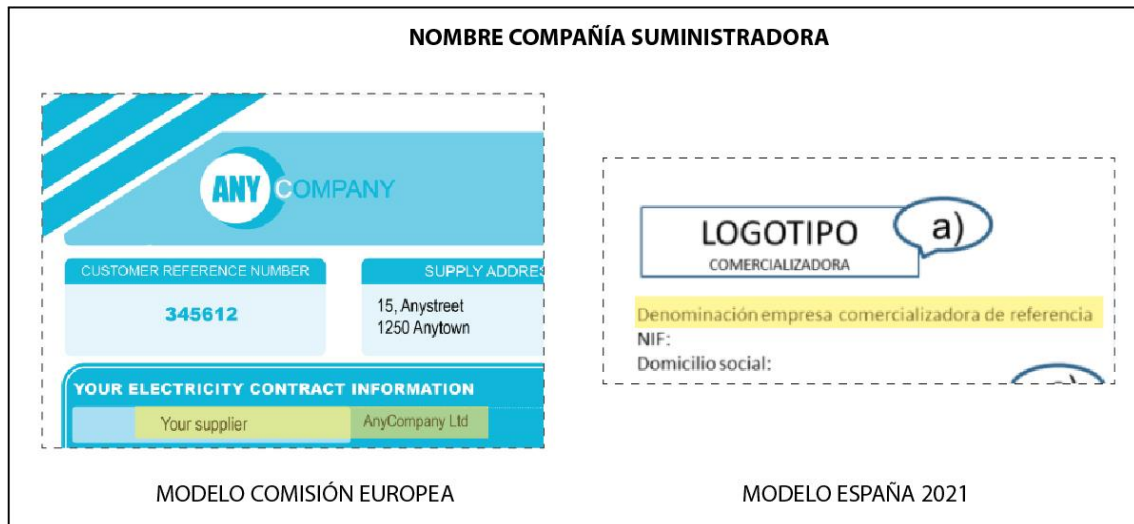 NOMBRE COMPAÑÍA SUMINISTRADORA
ANY COMPANY
CUSTOMER REFERENCE NUMBER
345612
SUPPLY ADDRE
15, Anystreet
1250 Anytown
YOUR ELECTRICITY CONTRACT INFORMATION
Your supplier AnyCompany Ltd
MODELO COMISIÓN EUROPEA
LOGOTIPO
COMERCIALIZADORA
a)
Denominación empresa comercializadora de referencia
NIF:
Domicilio social:
MODELO ESPAÑA 2021